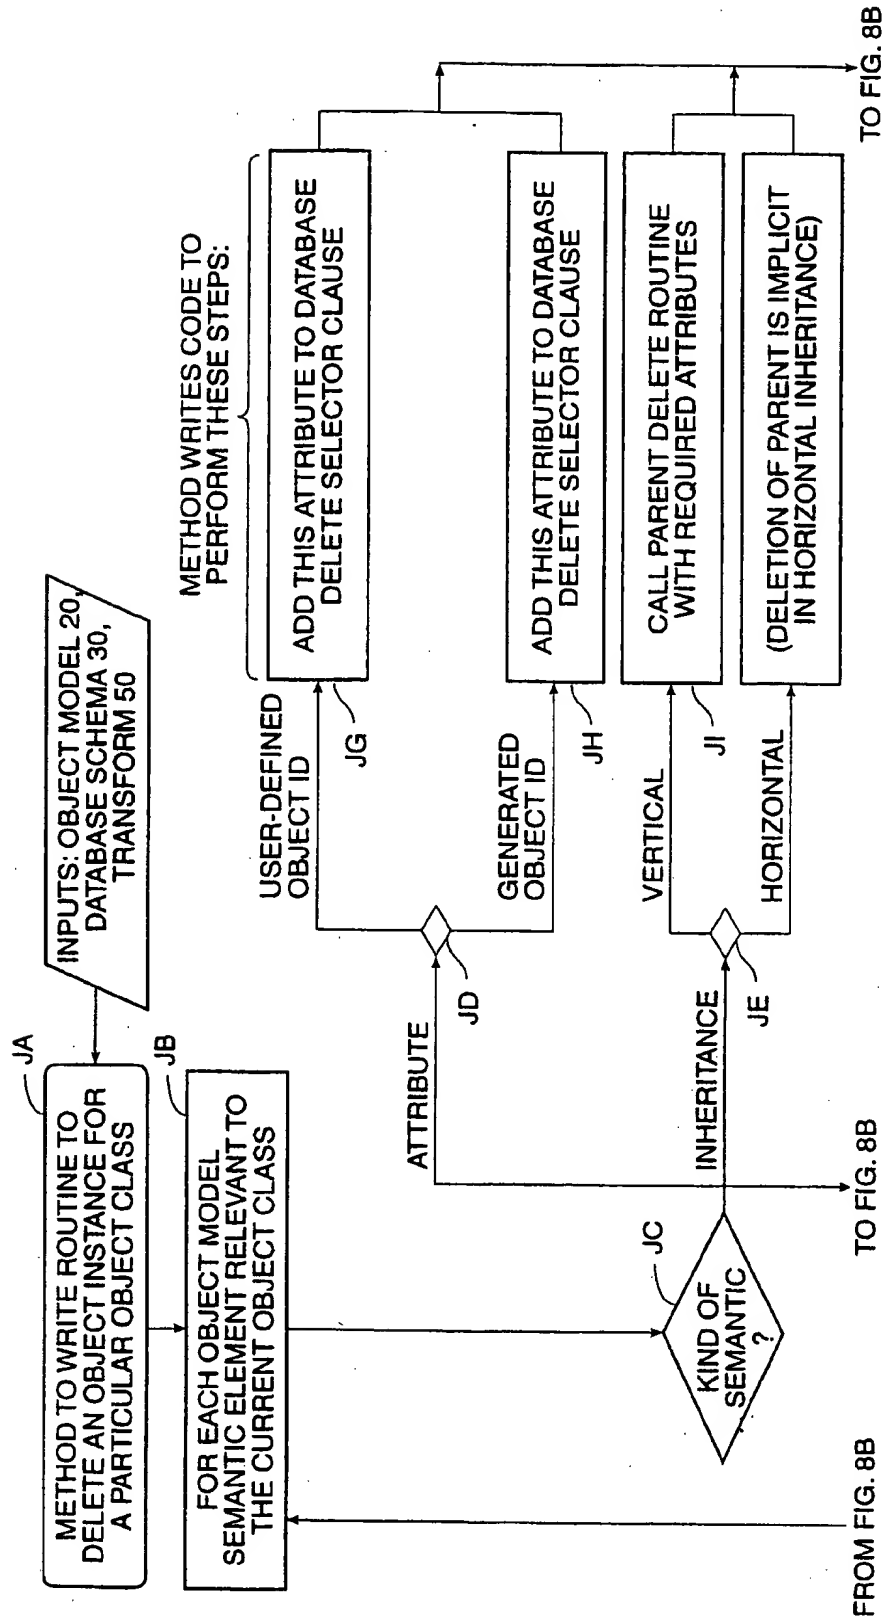 JA
METHOD TO WRITE ROUTINE TO
DELETE AN OBJECT INSTANCE FOR
A PARTICULAR OBJECT CLASS
INPUTS: OBJECT MODEL 20,
DATABASE SCHEMA 30,
TRANSFORM 50
JB
FOR EACH OBJECT MODEL
SEMANTIC ELEMENT RELEVANT TO
THE CURRENT OBJECT CLASS
METHOD WRITES CODE TO
PERFORM THESE STEPS:
USER-DEFINED
OBJECT ID
JG
ADD THIS ATTRIBUTE TO DATABASE
DELETE SELECTOR CLAUSE
ATTRIBUTE
JD
GENERATED
OBJECT ID
JH
ADD THIS ATTRIBUTE TO DATABASE
DELETE SELECTOR CLAUSE
JC
KIND OF
SEMANTIC
?
INHERITANCE
JE
VERTICAL
JI
CALL PARENT DELETE ROUTINE
WITH REQUIRED ATTRIBUTES
HORIZONTAL
(DELETION OF PARENT IS IMPLICIT
IN HORIZONTAL INHERITANCE)
FROM FIG. 8B
TO FIG. 8B
TO FIG. 8B